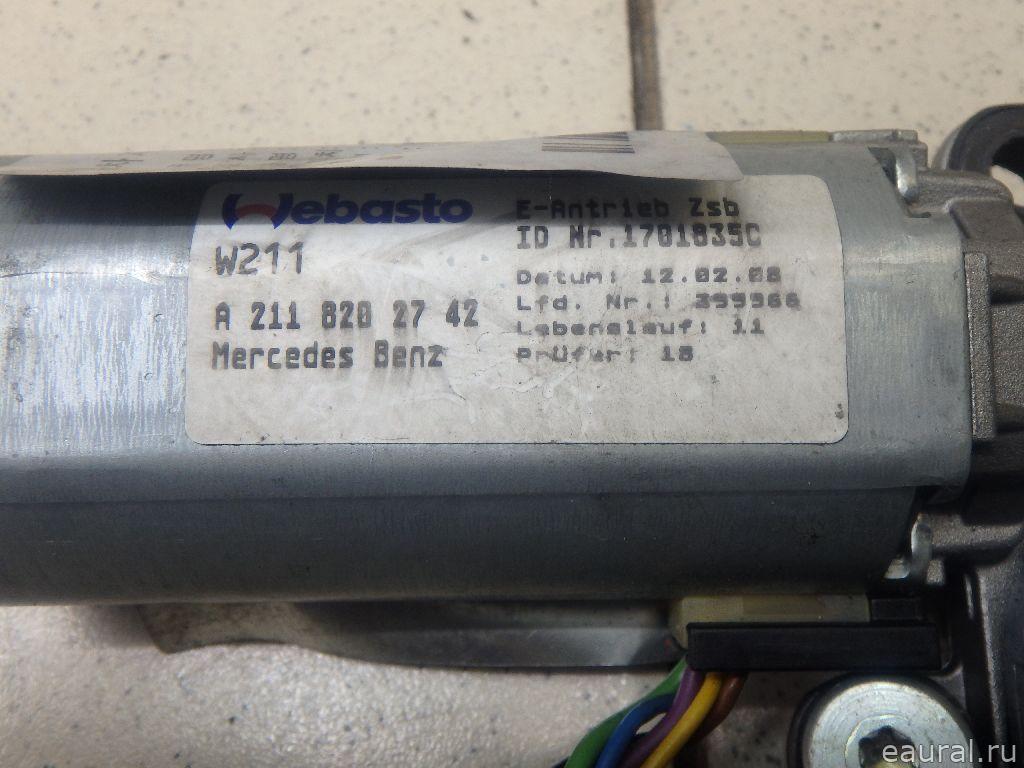 Webasto
W211
A 211 820 27 42
Mercedes Benz
E-Antrieb Zsb
ID Nr.1701835C
Datum: 12.02.08
Lfd. Nr.: 399966
Lebenslauf: 11
Prüfer: 18
eaural.ru